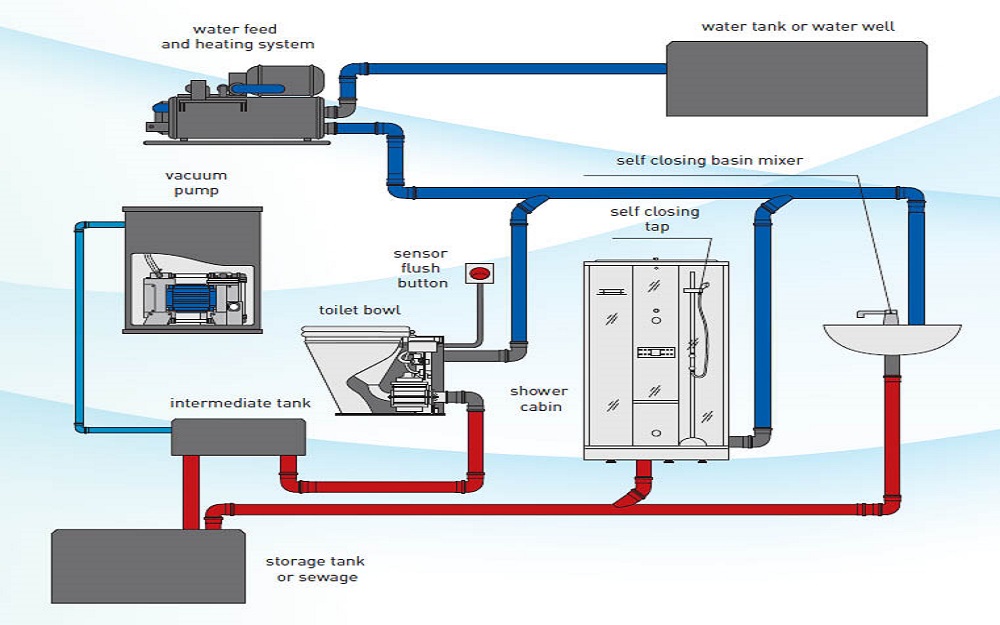 water feed
and heating system
water tank or water well
vacuum
pump
self closing basin mixer
self closing
tap
sensor
flush
button
toilet bowl
shower
cabin
intermediate tank
storage tank
or sewage